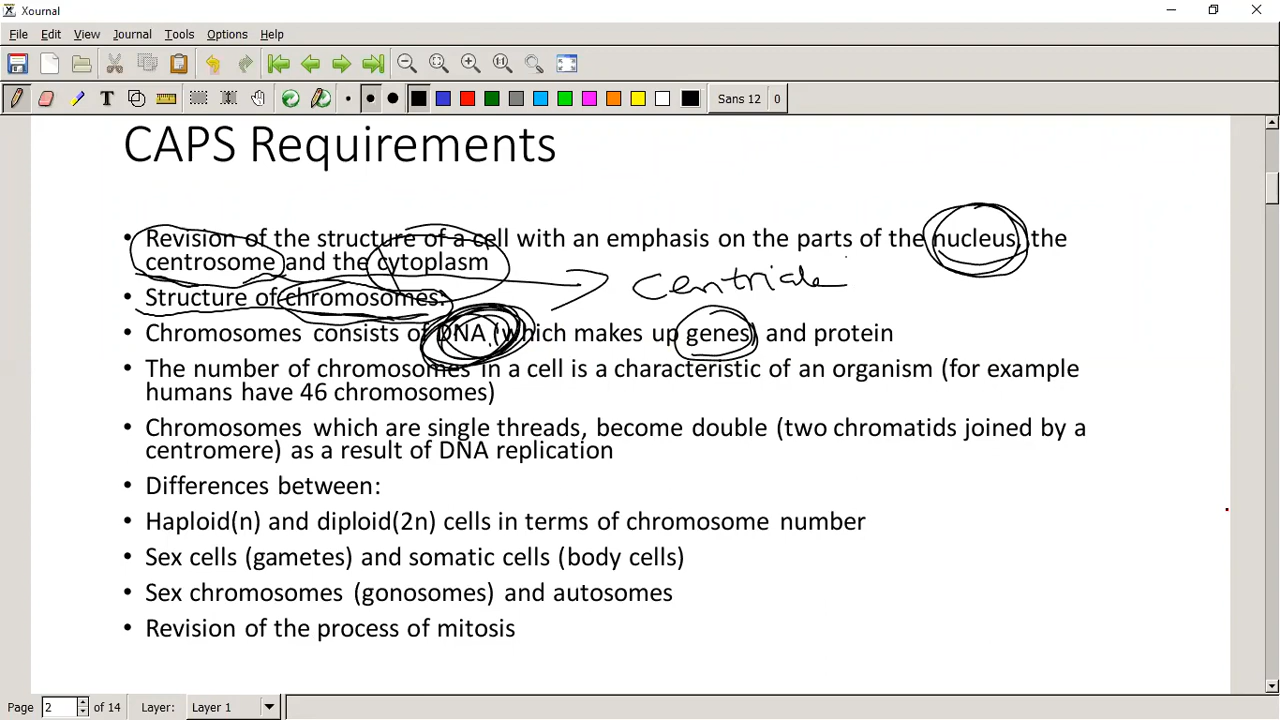 Xournal
File Edit View Journal Tools Options Help
Sans 12 0
CAPS Requirements
• Revision of the structure of a cell with an emphasis on the parts of the nucleus, the
centrosome and the cytoplasm
centriole
• Structure of chromosomes:
• Chromosomes consists of DNA (which makes up genes) and protein
• The number of chromosomes in a cell is a characteristic of an organism (for example
humans have 46 chromosomes)
• Chromosomes which are single threads, become double (two chromatids joined by a
centromere) as a result of DNA replication
• Differences between:
• Haploid(n) and diploid(2n) cells in terms of chromosome number
• Sex cells (gametes) and somatic cells (body cells)
• Sex chromosomes (gonosomes) and autosomes
• Revision of the process of mitosis
Page 2 of 14 Layer: Layer 1